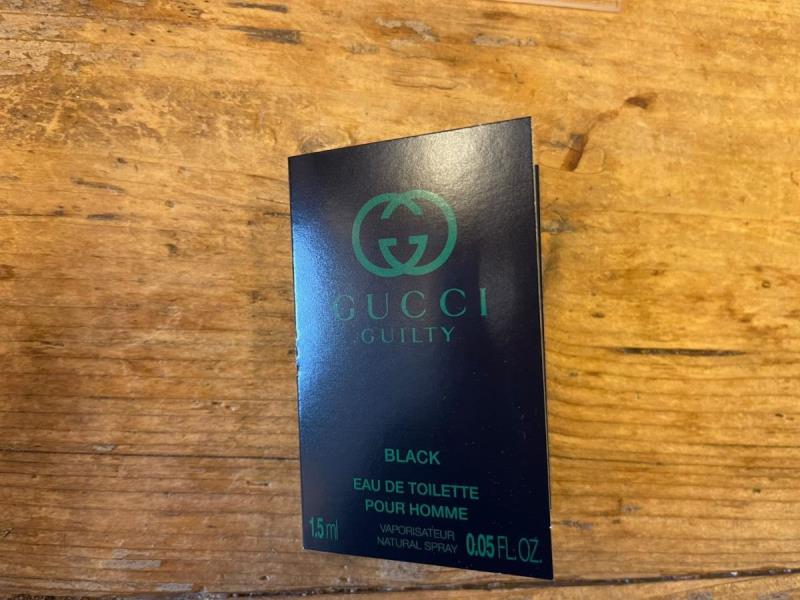 GUCCI
GUILTY
BLACK
EAU DE TOILETTE
POUR HOMME
1.5 ml
VAPORISATEUR
NATURAL SPRAY
0.05 FL. OZ.